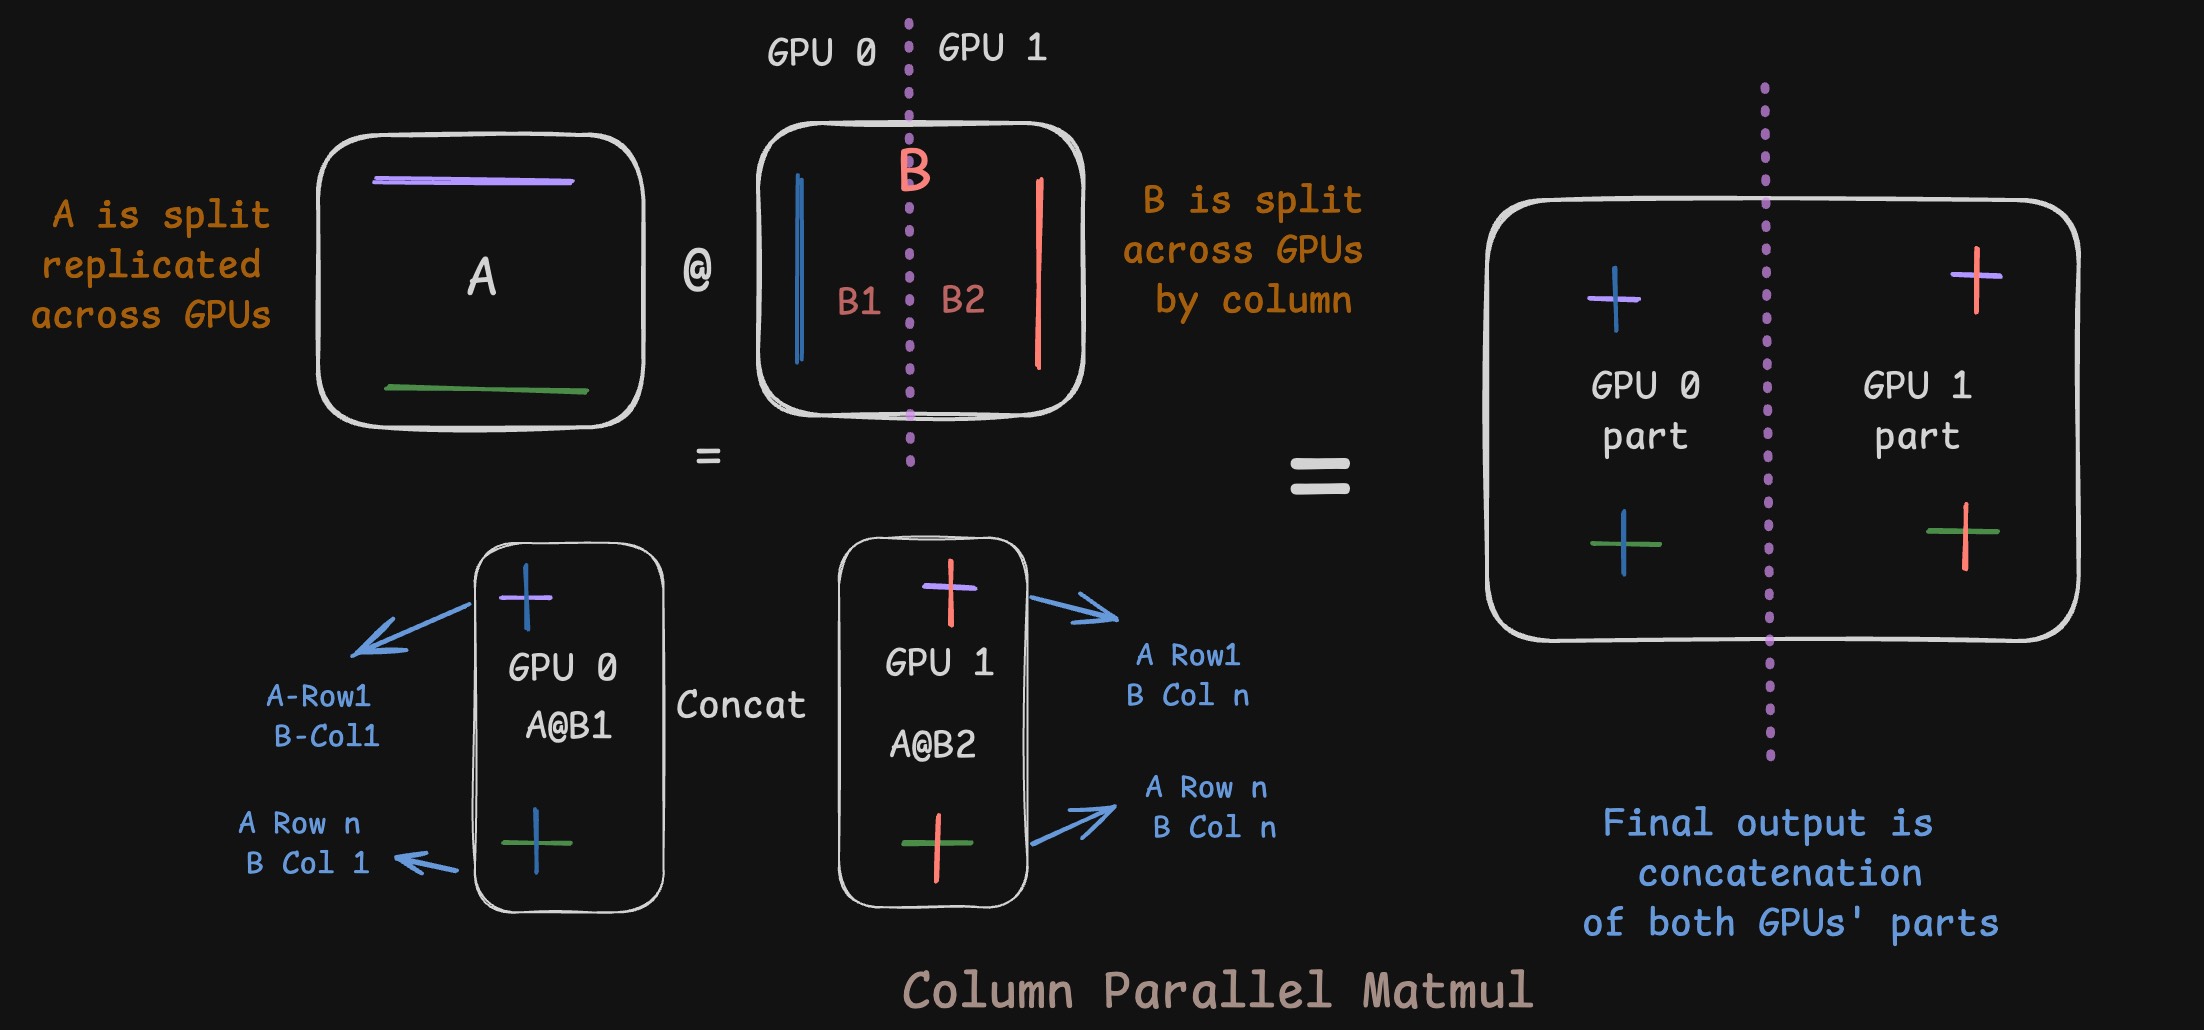 GPU 0
GPU 1
A is split
replicated
across GPUs
A
@
B
B1
B2
B is split
across GPUs
by column
=
=
GPU 0
part
GPU 1
part
A-Row1
B-Col1
A Row n
B Col 1
GPU 0
A@B1
Concat
GPU 1
A@B2
A Row1
B Col n
A Row n
B Col n
Final output is
concatenation
of both GPUs' parts
Column Parallel Matmul